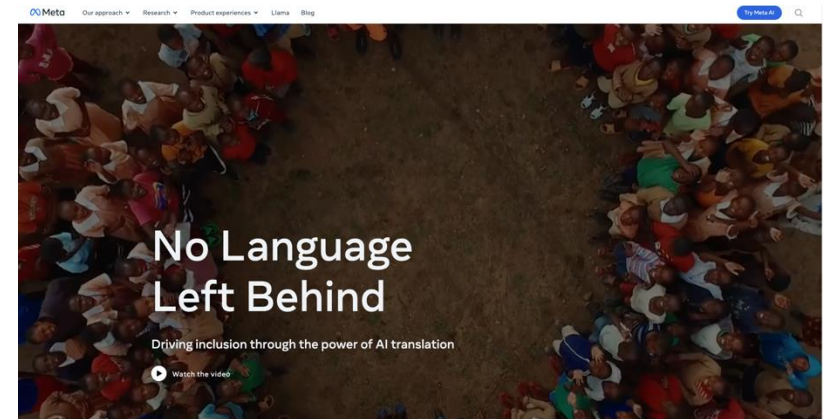 Meta
Our approach
Research
Product experiences
Llama
Blog
Try Meta AI
No Language
Left Behind
Driving inclusion through the power of AI translation
Watch the video